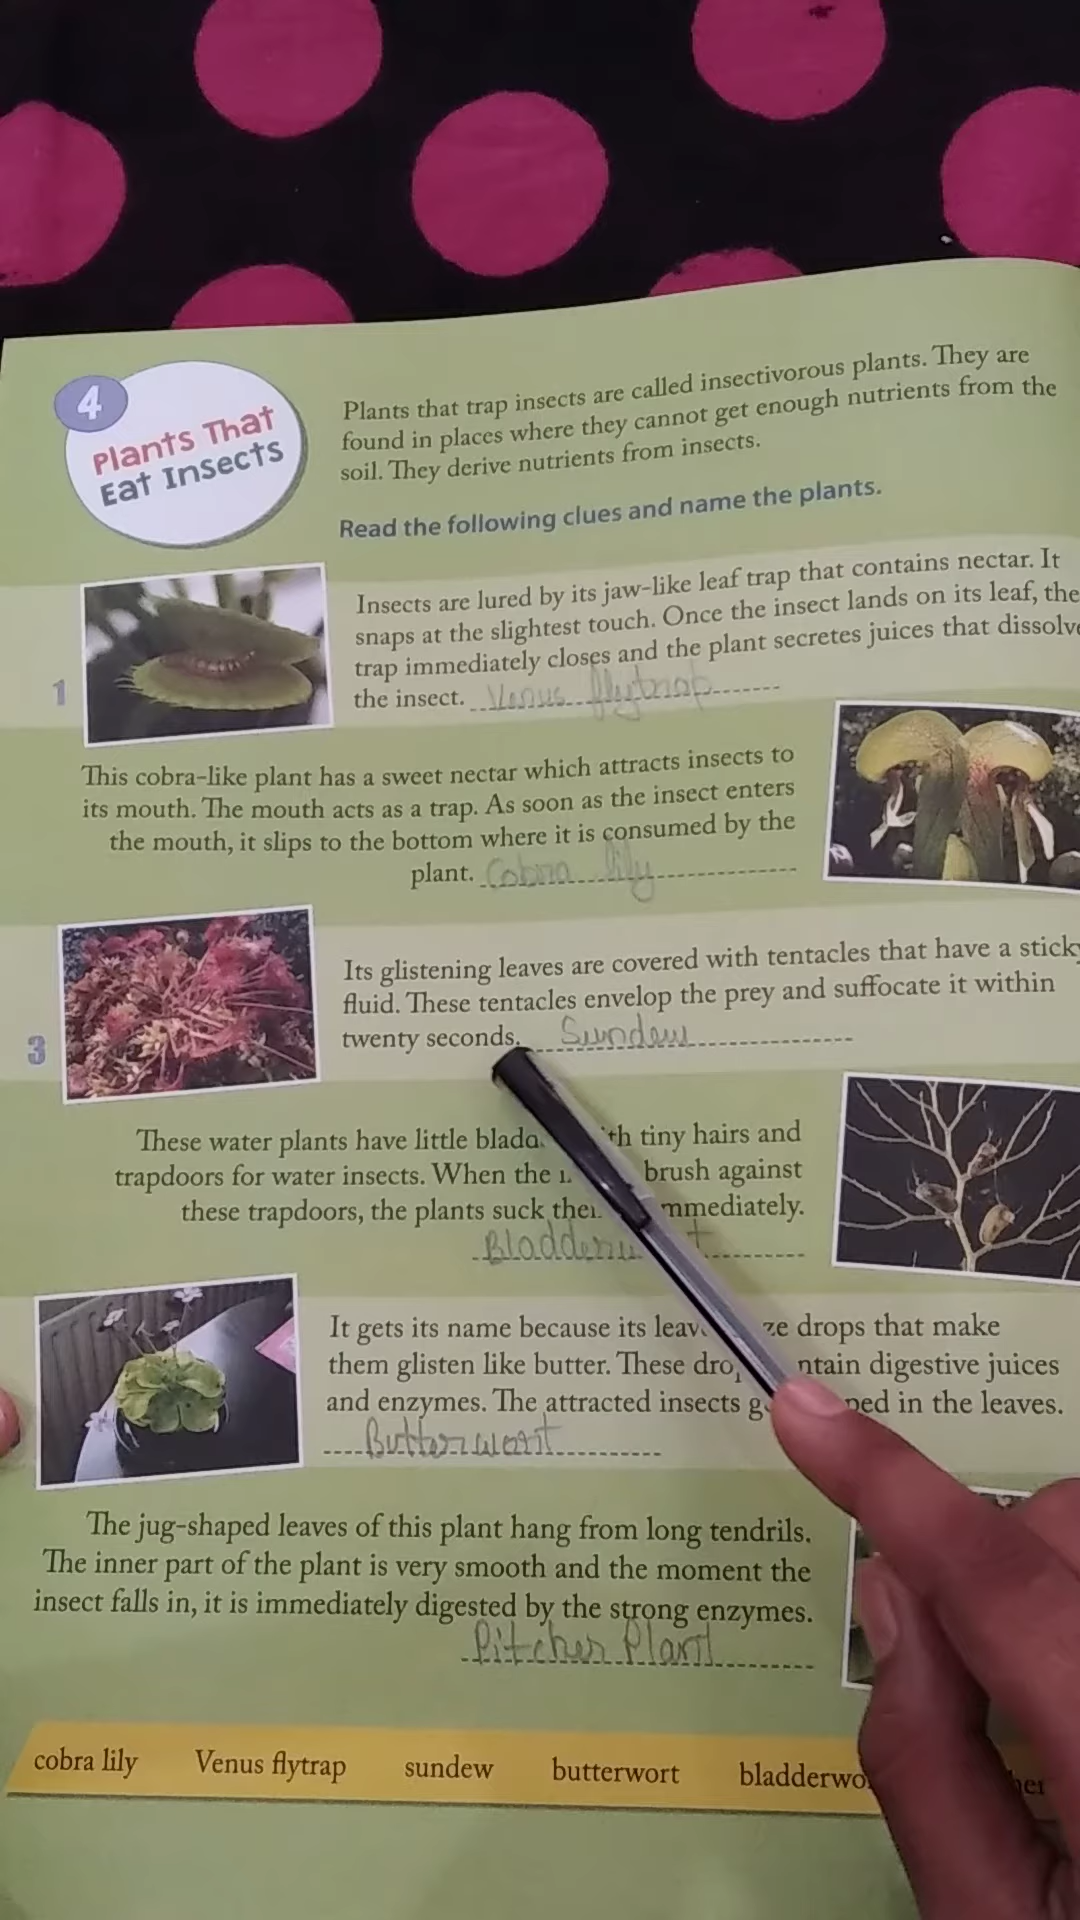 4
Plants That
Eat Insects
Plants that trap insects are called insectivorous plants. They are
found in places where they cannot get enough nutrients from the
soil. They derive nutrients from insects.
Read the following clues and name the plants.
1
Insects are lured by its jaw-like leaf trap that contains nectar. It
snaps at the slightest touch. Once the insect lands on its leaf, the
trap immediately closes and the plant secretes juices that dissolve
the insect. Venus flytrap
This cobra-like plant has a sweet nectar which attracts insects to
its mouth. The mouth acts as a trap. As soon as the insect enters
the mouth, it slips to the bottom where it is consumed by the
plant. Cobra lily
3
Its glistening leaves are covered with tentacles that have a stick
fluid. These tentacles envelop the prey and suffocate it within
twenty seconds. Sundew
These water plants have little tiny hairs and
trapdoors for water insects. When the brush against
these trapdoors, the plants suck
It gets its name because its drops that make
them glisten like butter. These digestive juices
and enzymes. The attracted insects in the leaves.
Butterwort
The jug-shaped leaves of this plant hang from long tendrils.
The inner part of the plant is very smooth and the moment the
insect falls in, it is immediately digested by the strong enzymes.
Pitcher Plant
cobra lily Venus flytrap sundew butterwort